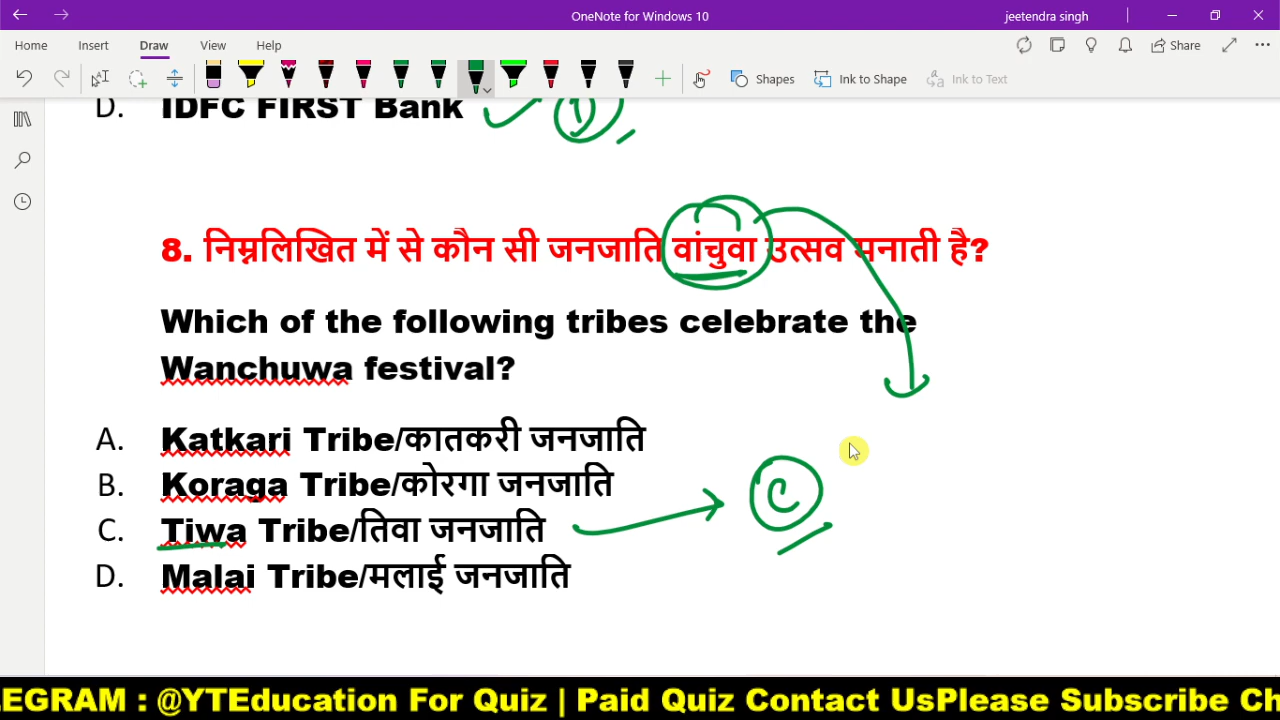 OneNote for Windows 10
jeetendra singh
Home Insert Draw View Help
Share
Shapes
Ink to Shape
Ink to Text
D. IDFC FIRST Bank
D
8. निम्नलिखित में से कौन सी जनजाति वांचुवा उत्सव मनाती है?
Which of the following tribes celebrate the
Wanchuwa festival?
A. Katkari Tribe/कातकरी जनजाति
B. Koraga Tribe/कोरगा जनजाति
C. Tiwa Tribe/तिवा जनजाति
C
D. Malai Tribe/मलाई जनजाति
EGRAM : @YTEducation For Quiz | Paid Quiz Contact UsPlease Subscribe Ch